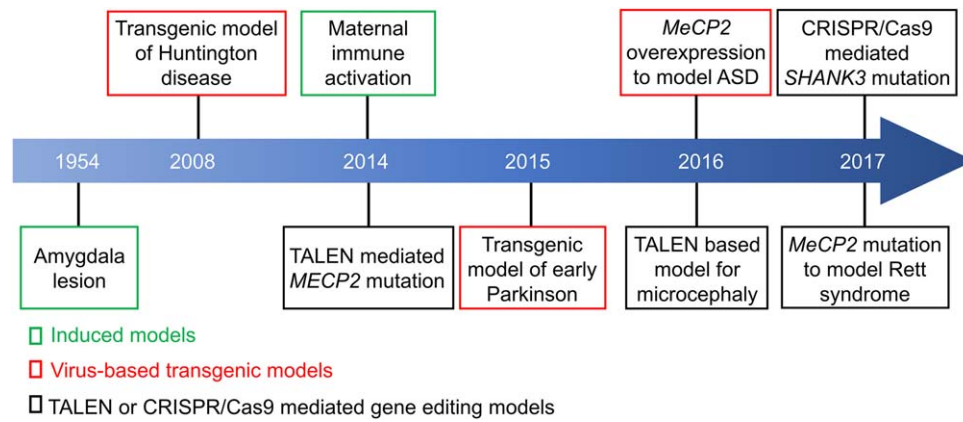 Transgenic model
of Huntington
disease
Maternal
immune
activation
MeCP2
overexpression
to model ASD
CRISPR/Cas9
mediated
SHANK3 mutation
1954
2008
2014
2015
2016
2017
Amygdala
lesion
TALEN mediated
MECP2 mutation
Transgenic
model of early
Parkinson
TALEN based
model for
microcephaly
MeCP2 mutation
to model Rett
syndrome
Induced models
Virus-based transgenic models
TALEN or CRISPR/Cas9 mediated gene editing models